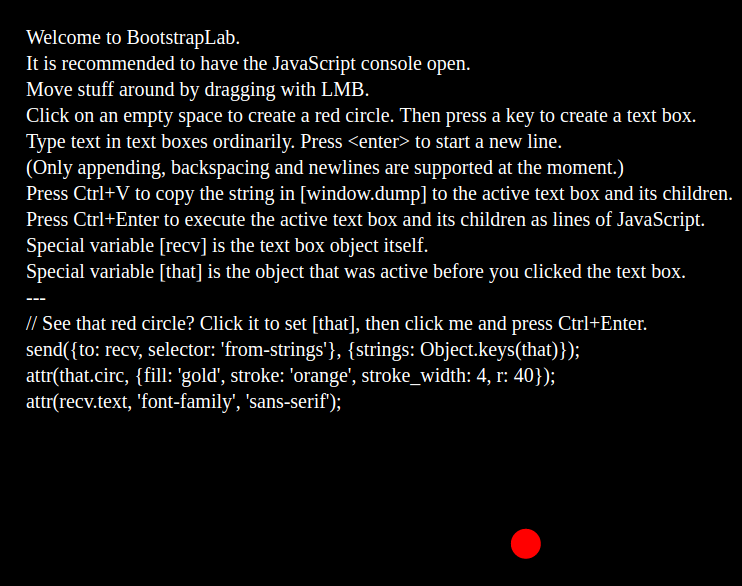 Welcome to BootstrapLab.
It is recommended to have the JavaScript console open.
Move stuff around by dragging with LMB.
Click on an empty space to create a red circle. Then press a key to create a text box.
Type text in text boxes ordinarily. Press <enter> to start a new line.
(Only appending, backspacing and newlines are supported at the moment.)
Press Ctrl+V to copy the string in [window.dump] to the active text box and its children.
Press Ctrl+Enter to execute the active text box and its children as lines of JavaScript.
Special variable [recv] is the text box object itself.
Special variable [that] is the object that was active before you clicked the text box.
---
// See that red circle? Click it to set [that], then click me and press Ctrl+Enter.
send({to: recv, selector: 'from-strings'}, {strings: Object.keys(that)});
attr(that.circ, {fill: 'gold', stroke: 'orange', stroke_width: 4, r: 40});
attr(recv.text, 'font-family', 'sans-serif');